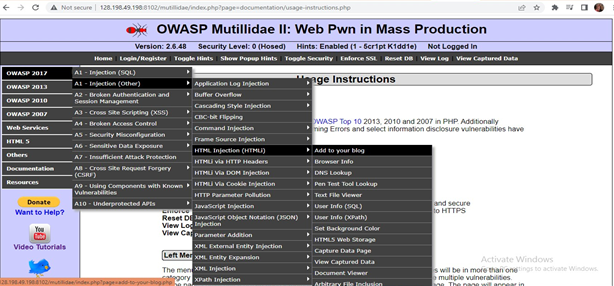 Not secure | 128.198.49.198:8102/mutillidae/index.php?page=documentation/usage-instructions.php
OWASP Mutillidae II: Web Pwn in Mass Production
Version: 2.6.48 Security Level: 0 (Hosed) Hints: Enabled (1 - 5cr1pt K1dd1e) Not Logged In
Home | Login/Register | Toggle Hints | Show Popup Hints | Toggle Security | Enforce SSL | Reset DB | View Log | View Captured Data
OWASP 2017
OWASP 2013
OWASP 2010
OWASP 2007
Web Services
HTML 5
Others
Documentation
Resources
Donate
Want to Help?
You Tube
Video Tutorials
A1 - Injection (SQL)
A1 - Injection (Other)
A2 - Broken Authentication and
Session Management
A3 - Cross Site Scripting (XSS)
A4 - Broken Access Control
A5 - Security Misconfiguration
A6 - Sensitive Data Exposure
A7 - Insufficient Attack Protection
A8 - Cross Site Request Forgery
(CSRF)
A9 - Using Components with Known
Vulnerabilities
A10 - Underprotected APIs
Application Log Injection
Buffer Overflow
Cascading Style Injection
CBC-bit Flipping
Command Injection
Frame Source Injection
HTML Injection (HTMLi)
HTMLi via HTTP Headers
HTMLi Via DOM Injection
HTMLi Via Cookie Injection
HTTP Parameter Pollution
JavaScript Injection
JavaScript Object Notation (JSON)
Injection
Parameter Addition
XML External Entity Injection
XML Entity Expansion
XML Injection
XPath Injection
Add to your blog
Browser Info
DNS Lookup
Pen Test Tool Lookup
Text File Viewer
User Info (SQL)
User Info (XPath)
Set Background Color
HTML5 Web Storage
Capture Data Page
View Captured Data
Document Viewer
Arbitrary File Inclusion
Usage Instructions
OWASP Top 10 2013, 2010 and 2007 in PHP. Additionally
Errors and select information disclosure vulnerabilities have
and secure
to HTTPS
Enforce
Reset DB
View Log
View Cap
Left Men
The menu
category
will be in more one
multiple vulnerabilities.
page will appear in
Activate Windows
Go to Settings to activate Windows.
128.198.49.198:8102/mutillidae/index.php?page=add-to-your-blog.php